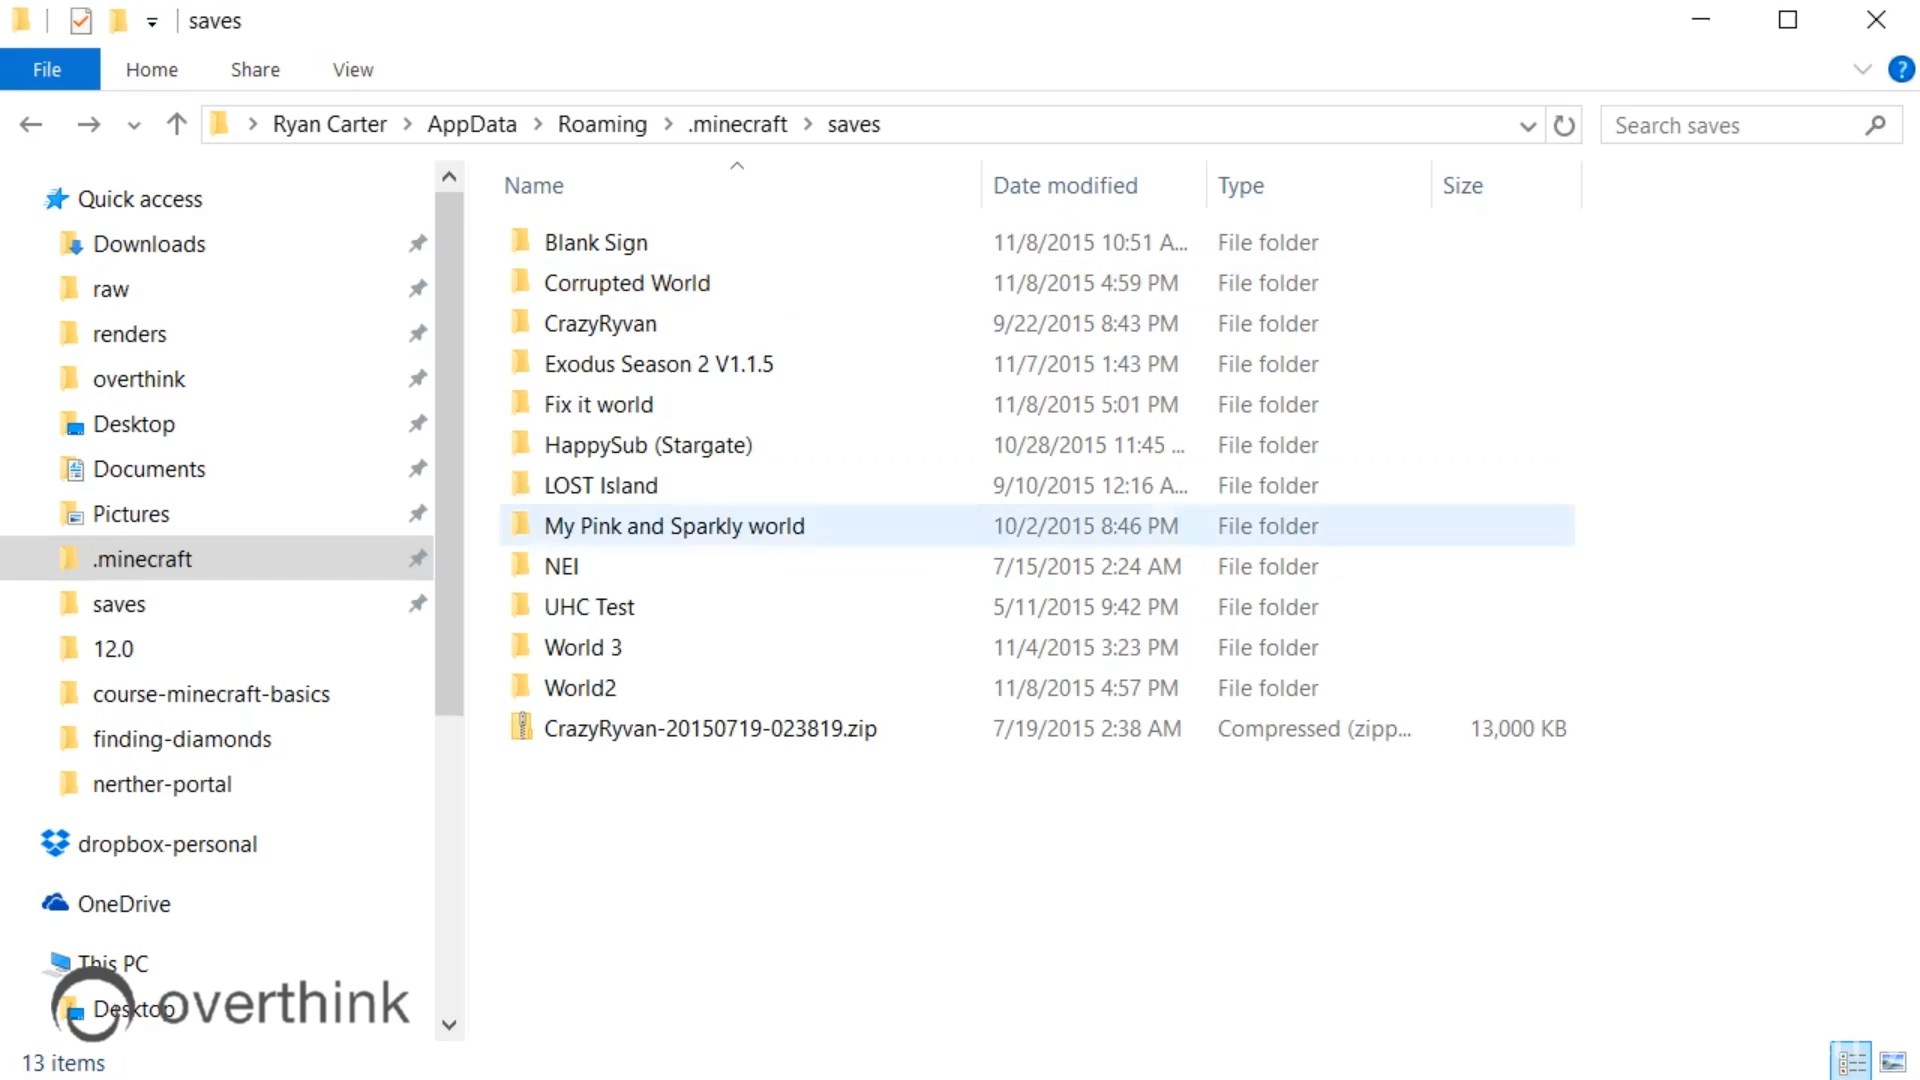 saves
File Home Share View
Ryan Carter AppData Roaming .minecraft saves
Search saves
Name Date modified Type Size
Quick access
Downloads
raw
renders
overthink
Desktop
Documents
Pictures
.minecraft
saves
12.0
course-minecraft-basics
finding-diamonds
nerther-portal
dropbox-personal
OneDrive
This PC
Desktop
overthink
Blank Sign 11/8/2015 10:51 A... File folder
Corrupted World 11/8/2015 4:59 PM File folder
CrazyRyvan 9/22/2015 8:43 PM File folder
Exodus Season 2 V1.1.5 11/7/2015 1:43 PM File folder
Fix it world 11/8/2015 5:01 PM File folder
HappySub (Stargate) 10/28/2015 11:45 ... File folder
LOST Island 9/10/2015 12:16 A... File folder
My Pink and Sparkly world 10/2/2015 8:46 PM File folder
NEI 7/15/2015 2:24 AM File folder
UHC Test 5/11/2015 9:42 PM File folder
World 3 11/4/2015 3:23 PM File folder
World2 11/8/2015 4:57 PM File folder
CrazyRyvan-20150719-023819.zip 7/19/2015 2:38 AM Compressed (zipp... 13,000 KB
13 items